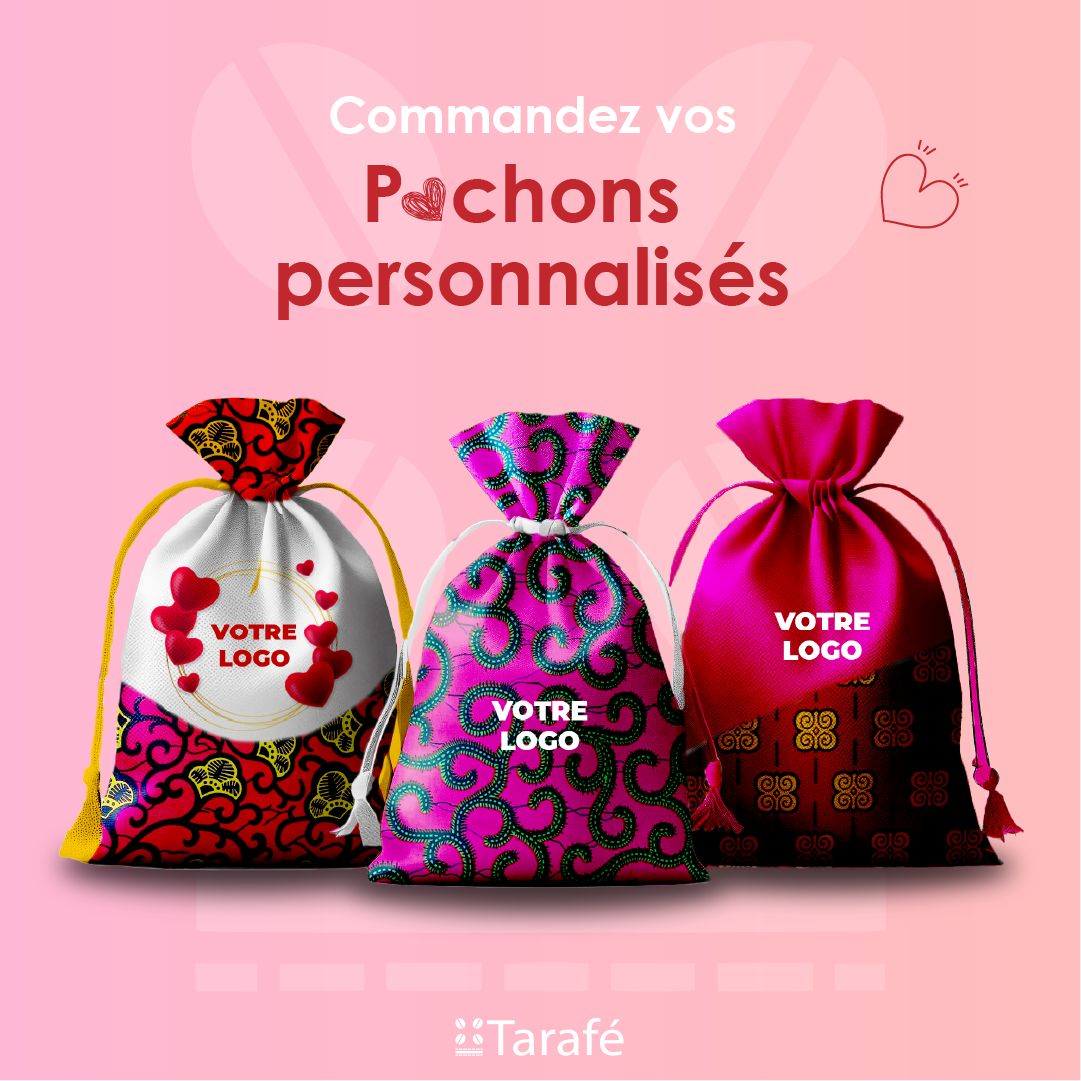 Commandez vos
Pochons
personnalisés
VOTRE
LOGO
VOTRE
LOGO
VOTRE
LOGO
Tarafé